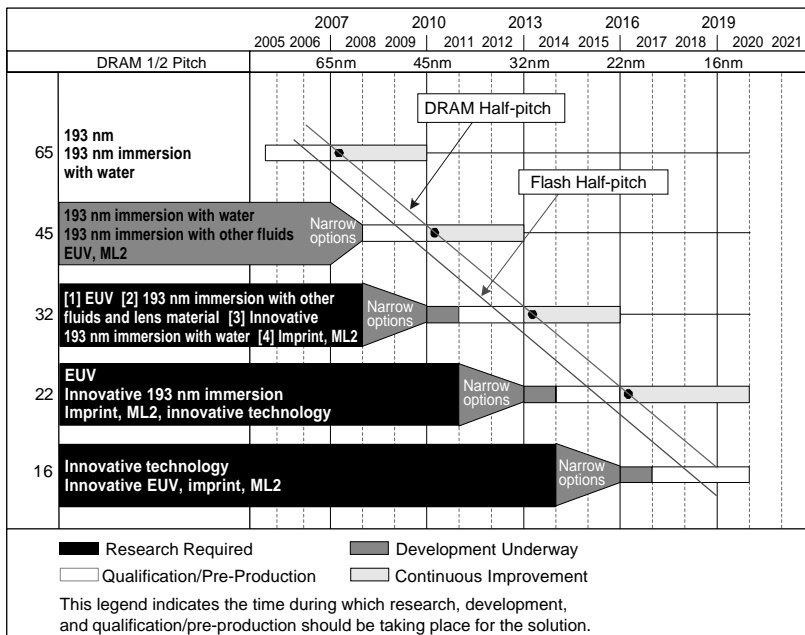 2007 2010 2013 2016 2019
2005 2006 2008 2009 2011 2012 2014 2015 2017 2018 2020 2021
DRAM 1/2 Pitch 65nm 45nm 32nm 22nm 16nm
DRAM Half-pitch
Flash Half-pitch
65
193 nm
193 nm immersion
with water
45
193 nm immersion with water
193 nm immersion with other fluids
EUV, ML2
Narrow
options
32
[1] EUV [2] 193 nm immersion with other
fluids and lens material [3] Innovative
193 nm immersion with water [4] Imprint, ML2
Narrow
options
22
EUV
Innovative 193 nm immersion
Imprint, ML2, innovative technology
Narrow
options
16
Innovative technology
Innovative EUV, imprint, ML2
Narrow
options
Research Required
Development Underway
Qualification/Pre-Production
Continuous Improvement
This legend indicates the time during which research, development,
and qualification/pre-production should be taking place for the solution.